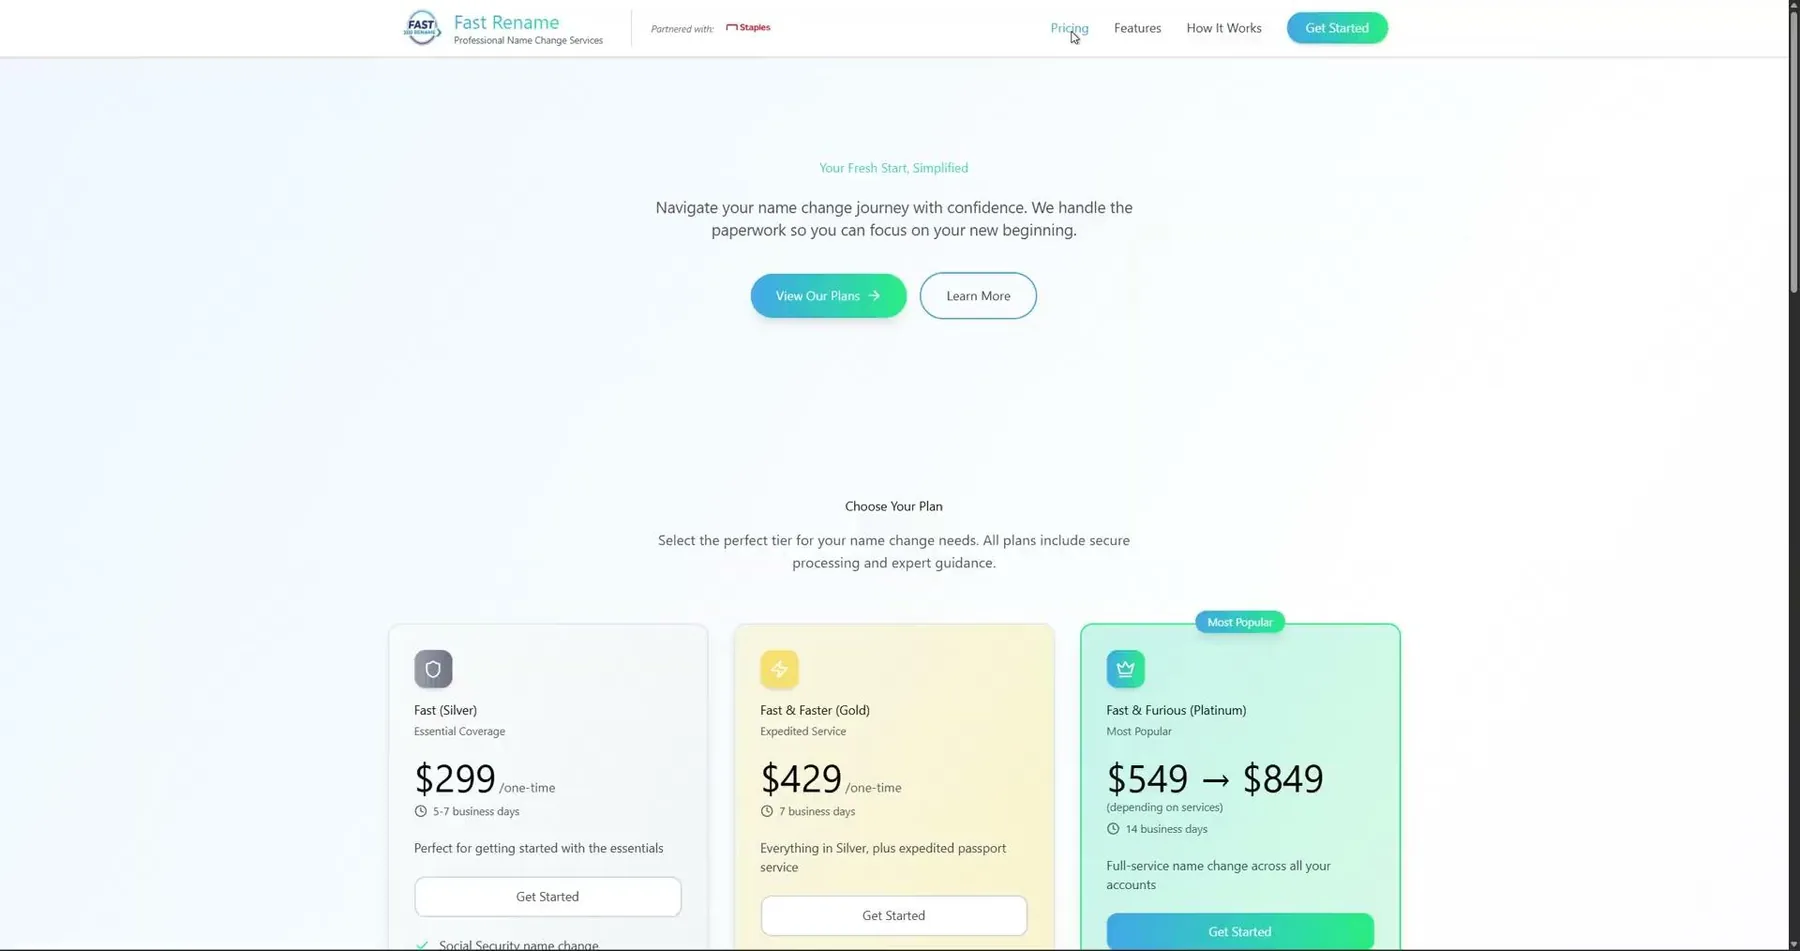 FAST
Fast Rename
Professional Name Change Services
Partnered with:
Staples
Pricing
Features
How It Works
Get Started
Your Fresh Start, Simplified
Navigate your name change journey with confidence. We handle the
paperwork so you can focus on your new beginning.
View Our Plans →
Learn More
Choose Your Plan
Select the perfect tier for your name change needs. All plans include secure
processing and expert guidance.
Fast (Silver)
Essential Coverage
$299 /one-time
5-7 business days
Perfect for getting started with the essentials
Get Started
Social Security name change
Fast & Faster (Gold)
Expedited Service
$429 /one-time
7 business days
Everything in Silver, plus expedited passport
service
Get Started
Most Popular
Fast & Furious (Platinum)
Most Popular
$549 → $849
(depending on services)
14 business days
Full-service name change across all your
accounts
Get Started